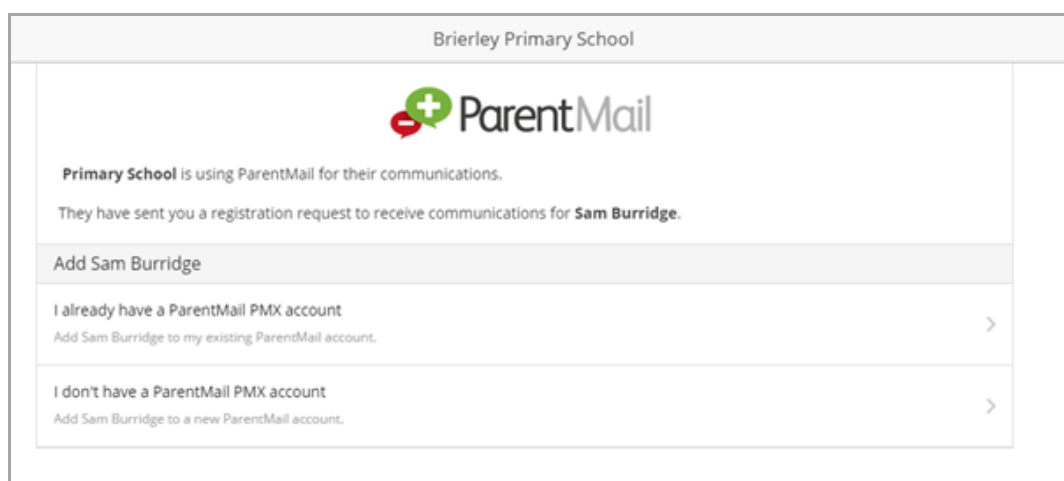 Brierley Primary School
ParentMail
Primary School is using ParentMail for their communications.
They have sent you a registration request to receive communications for Sam Burridge.
Add Sam Burridge
I already have a ParentMail PMX account
Add Sam Burridge to my existing ParentMail account.
I don't have a ParentMail PMX account
Add Sam Burridge to a new ParentMail account.